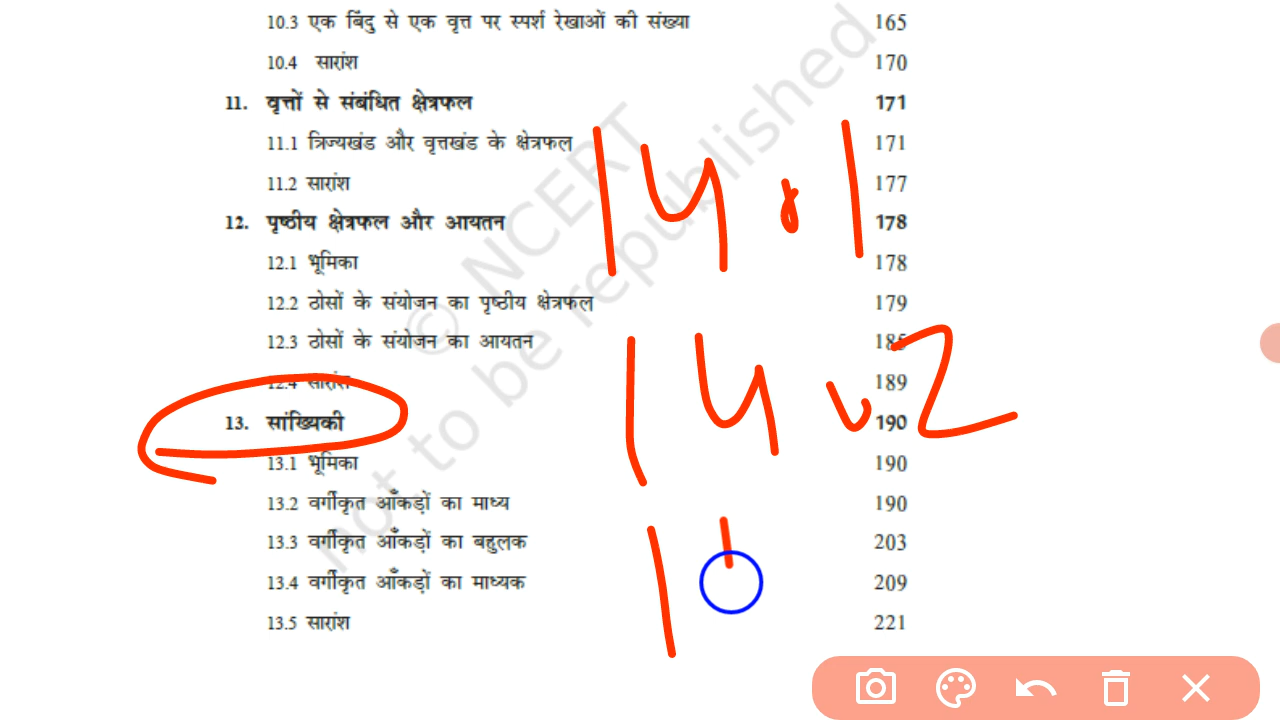 10.3 एक बिंदु से एक वृत्त पर स्पर्श रेखाओं की संख्या 165
10.4 सारांश 170
11. वृत्तों से संबंधित क्षेत्रफल 171
11.1 त्रिज्यखंड और वृत्तखंड के क्षेत्रफल 171
11.2 सारांश 177
12. पृष्ठीय क्षेत्रफल और आयतन 178
12.1 भूमिका 178
12.2 ठोसों के संयोजन का पृष्ठीय क्षेत्रफल 179
12.3 ठोसों के संयोजन का आयतन 185
12.4 सारांश 189
13. सांख्यिकी 190
13.1 भूमिका 190
13.2 वर्गीकृत आँकड़ों का माध्य 190
13.3 वर्गीकृत आँकड़ों का बहुलक 203
13.4 वर्गीकृत आँकड़ों का माध्यक 209
13.5 सारांश 221
© NCERT
not to be republished
14.1
14.2